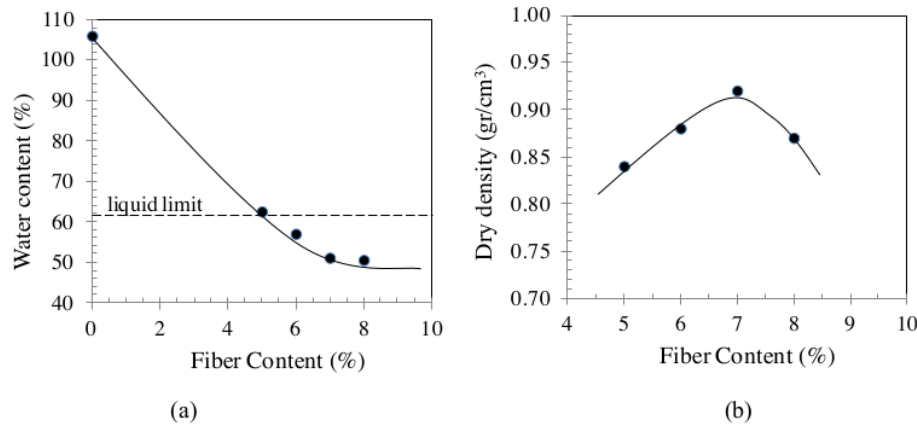 110
100
90
80
70
60
50
40
Water content (%)
liquid limit
0 2 4 6 8 10
Fiber Content (%)
(a)
1.00
0.95
0.90
0.85
0.80
0.75
0.70
Dry density (gr/cm³)
4 5 6 7 8 9 10
Fiber Content (%)
(b)